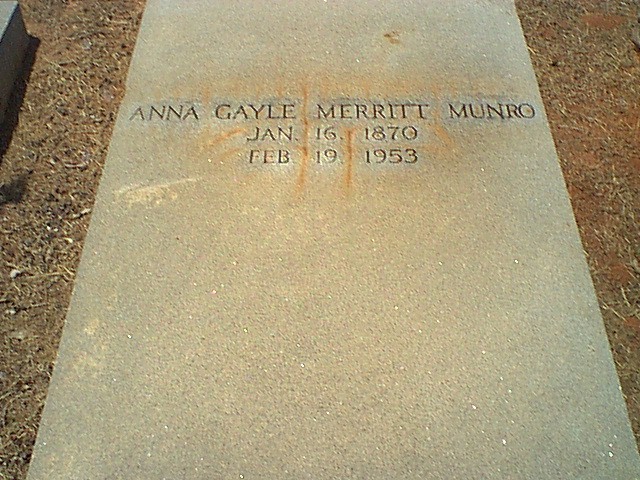 ANNA GAYLE MERRITT MUNRO
JAN. 16. 1870
FEB. 19. 1953